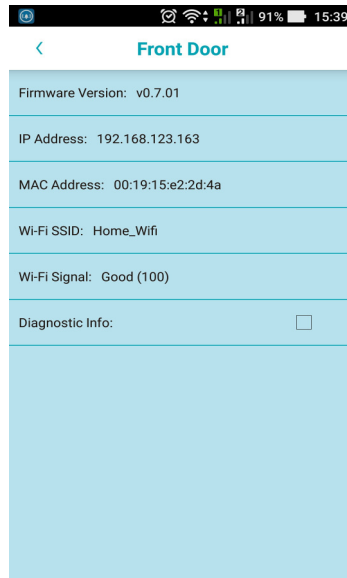 91% 15:39
Front Door
Firmware Version: v0.7.01
IP Address: 192.168.123.163
MAC Address: 00:19:15:e2:2d:4a
Wi-Fi SSID: Home_Wifi
Wi-Fi Signal: Good (100)
Diagnostic Info: